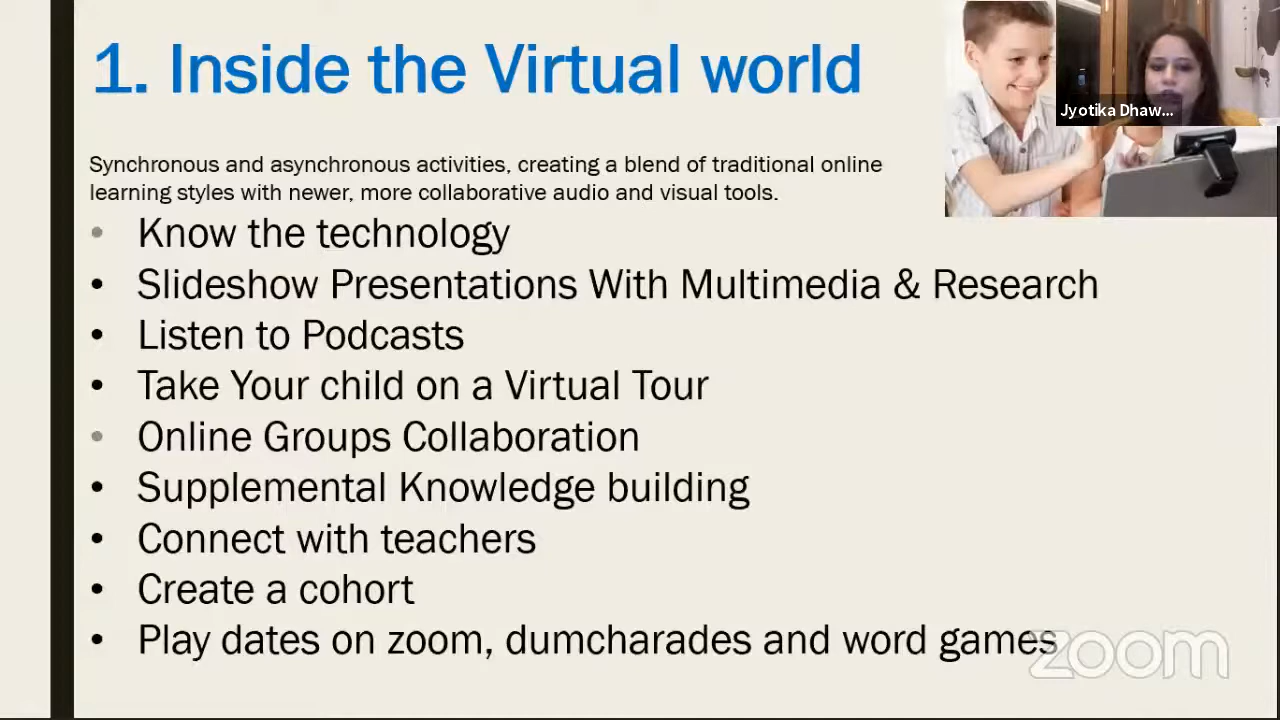 1. Inside the Virtual world
Jyotika Dhaw...
Synchronous and asynchronous activities, creating a blend of traditional online
learning styles with newer, more collaborative audio and visual tools.
• Know the technology
• Slideshow Presentations With Multimedia & Research
• Listen to Podcasts
• Take Your child on a Virtual Tour
• Online Groups Collaboration
• Supplemental Knowledge building
• Connect with teachers
• Create a cohort
• Play dates on zoom, dumcharades and word games
zoom